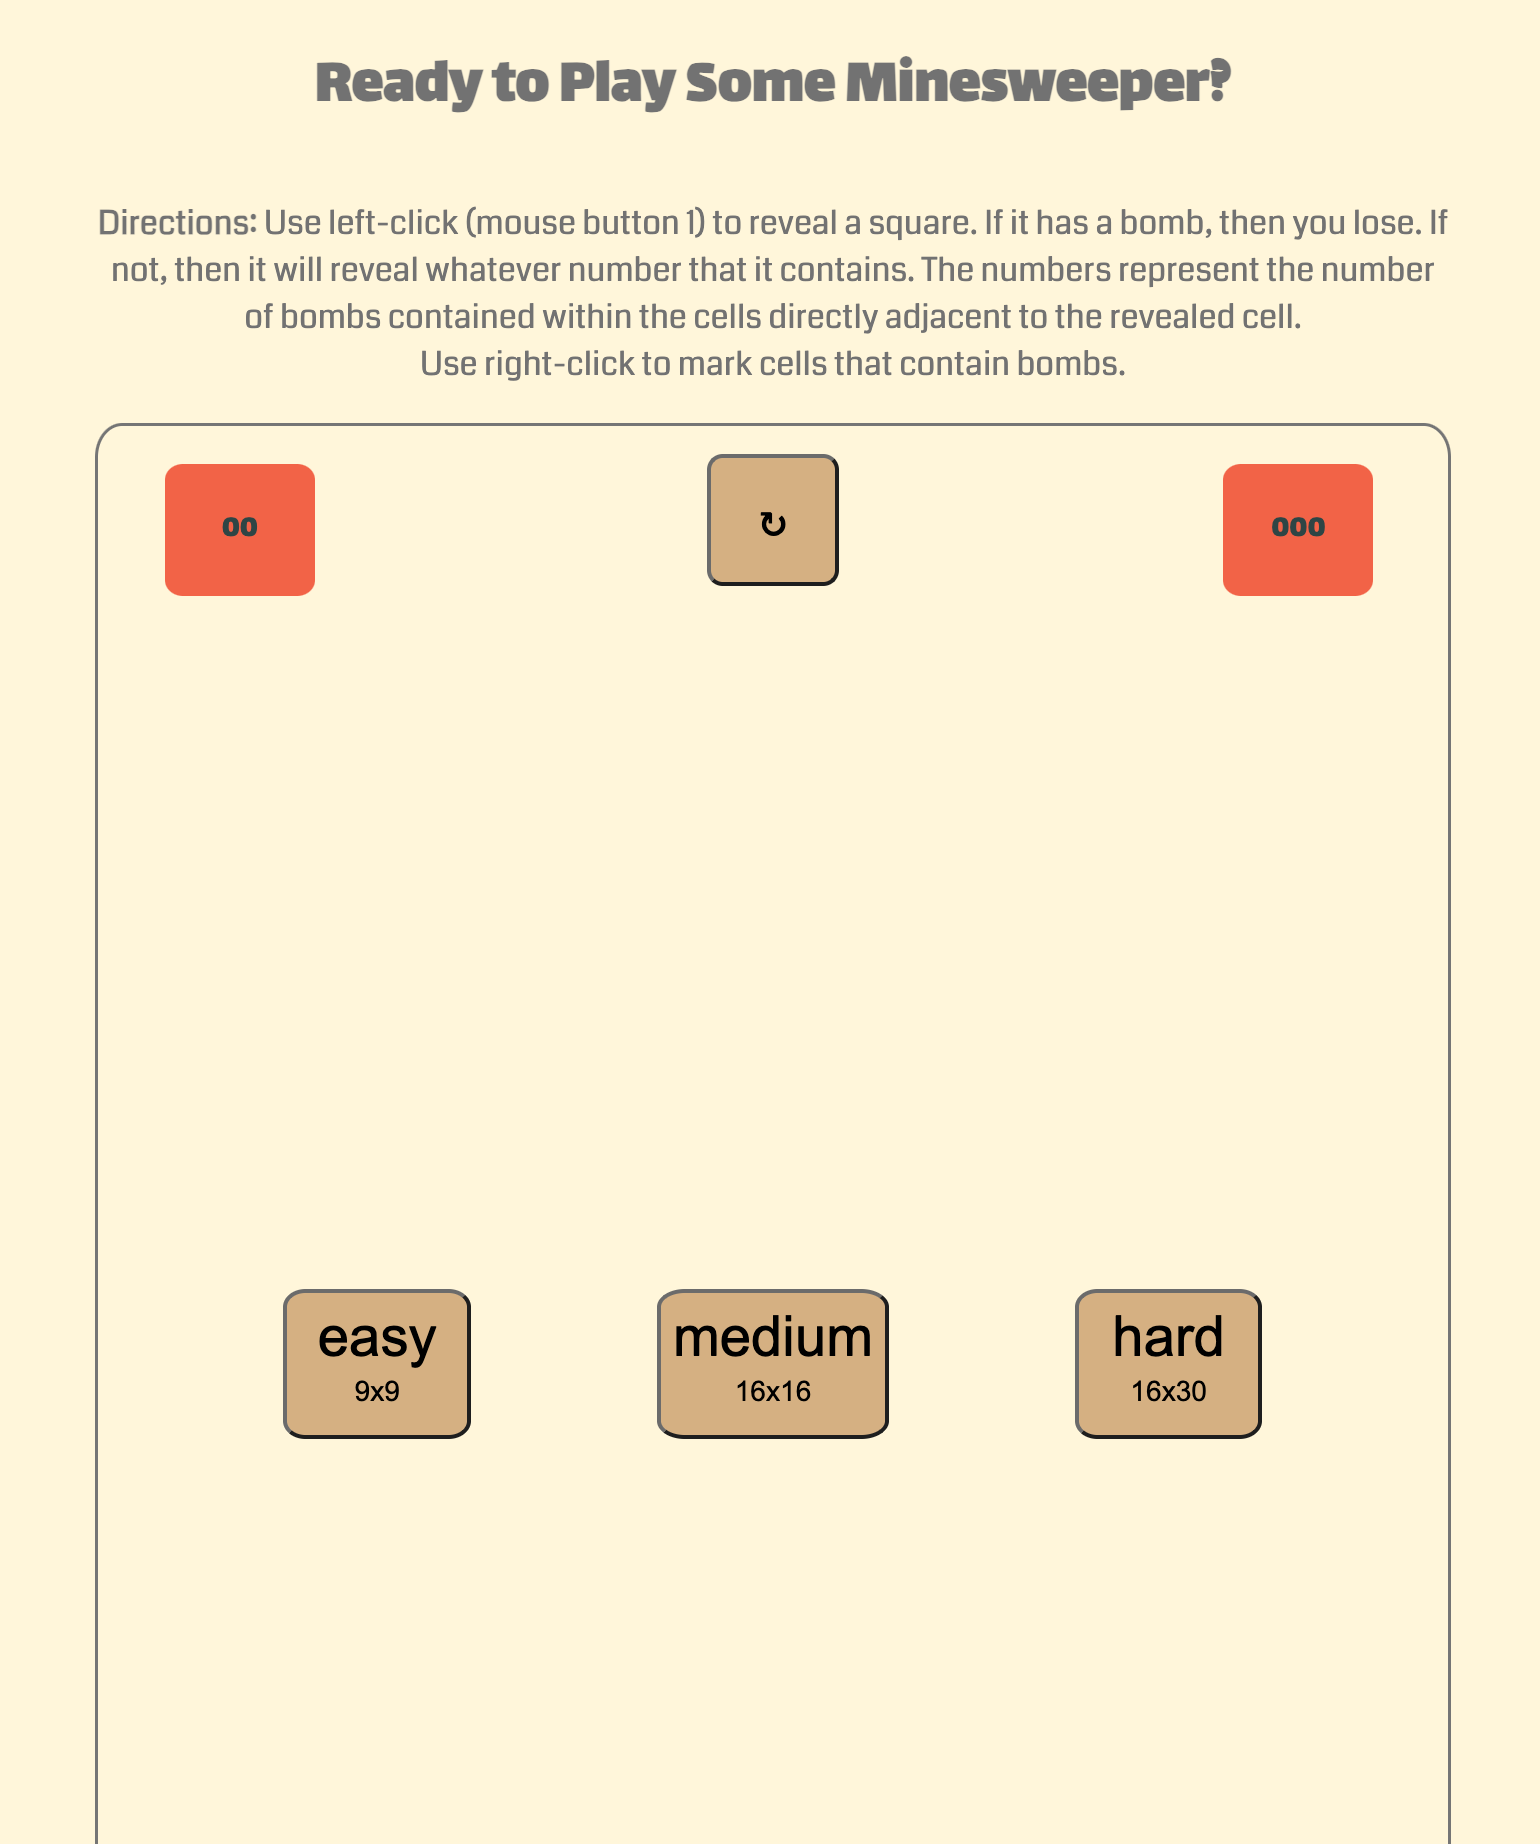 Ready to Play Some Minesweeper?
Directions: Use left-click (mouse button 1) to reveal a square. If it has a bomb, then you lose. If
not, then it will reveal whatever number that it contains. The numbers represent the number
of bombs contained within the cells directly adjacent to the revealed cell.
Use right-click to mark cells that contain bombs.
00
↻
000
easy
9x9
medium
16x16
hard
16x30